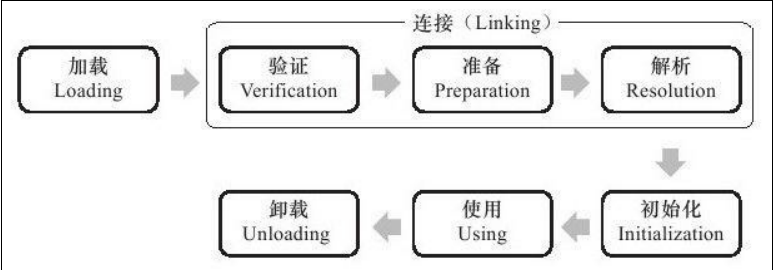 连接（Linking）
加载
Loading
验证
Verification
准备
Preparation
解析
Resolution
初始化
Initialization
使用
Using
卸载
Unloading